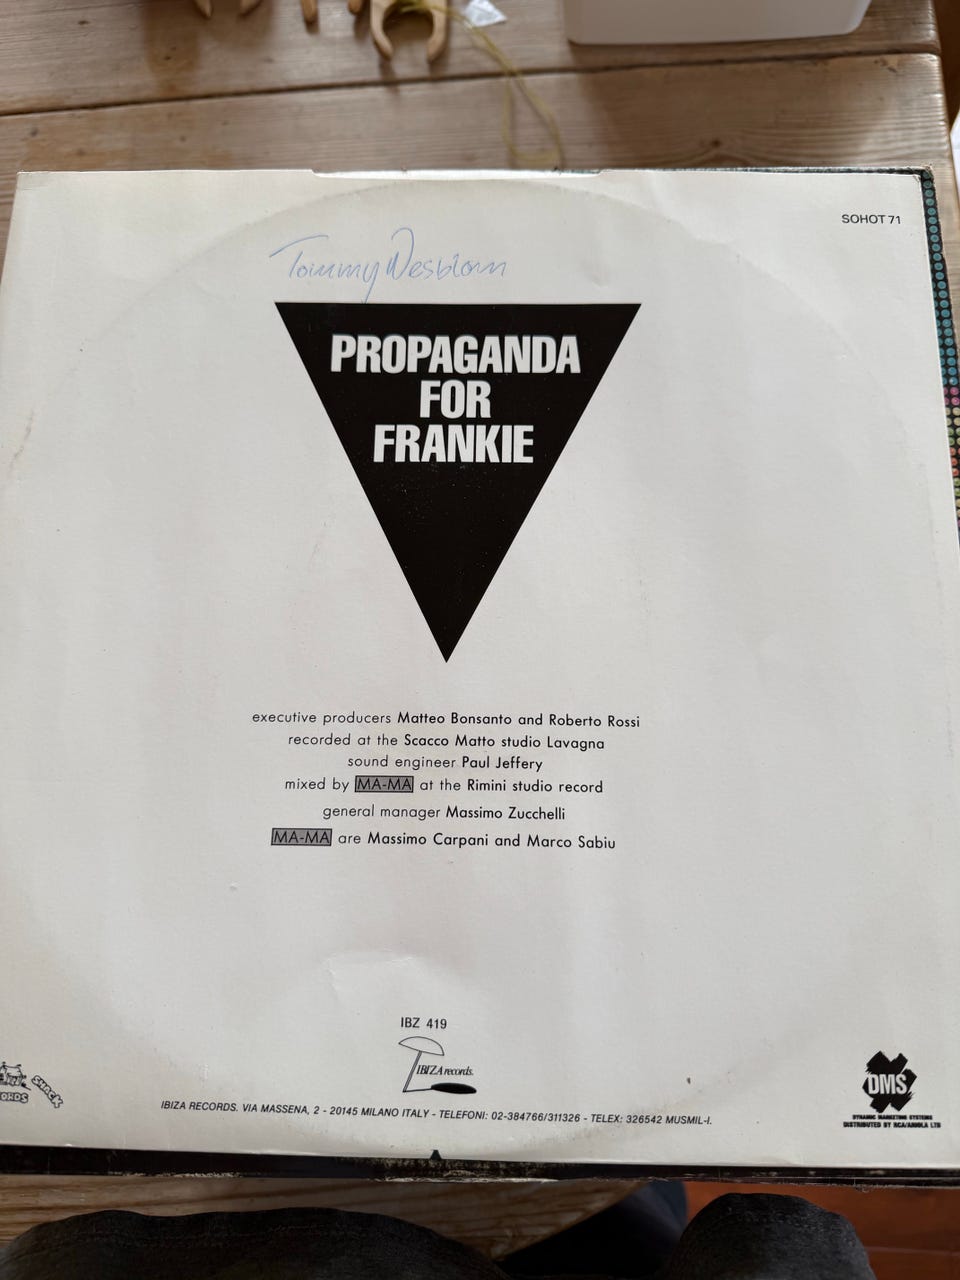 SOHOT 71
Tommy Wesblom
PROPAGANDA
FOR
FRANKIE
executive producers Matteo Bonsanto and Roberto Rossi
recorded at the Scacco Matto studio Lavagna
sound engineer Paul Jeffery
mixed by MA-MA at the Rimini studio record
general manager Massimo Zucchelli
MA-MA are Massimo Carpani and Marco Sabiu
IBZ 419
IBIZA records.
SHACK
ORDS
DMS
DYNAMIC MARKETING SYSTEMS
DISTRIBUTED BY RCA/ARIOLA LTD
IBIZA RECORDS. VIA MASSENA, 2 - 20145 MILANO ITALY - TELEFONI: 02-384766/311326 - TELEX: 326542 MUSMIL-I.